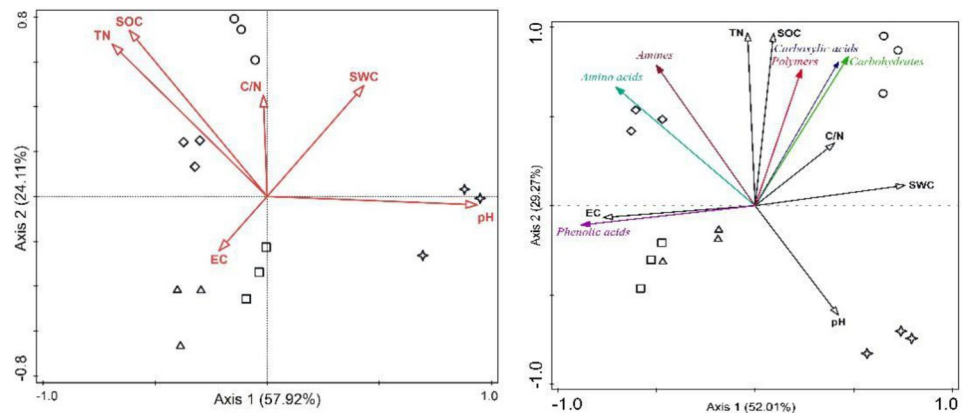 0.8
SOC
TN
C/N
SWC
pH
EC
Axis 2 (24.11%)
-0.8
-1.0
Axis 1 (57.92%)
1.0
1.0
TN
SOC
Carboxylic acids
Polymers
Carbohydrates
Amines
Amino acids
C/N
SWC
EC
Phenolic acids
pH
Axis 2 (29.27%)
-1.0
-1.0
Axis 1 (52.01%)
1.0